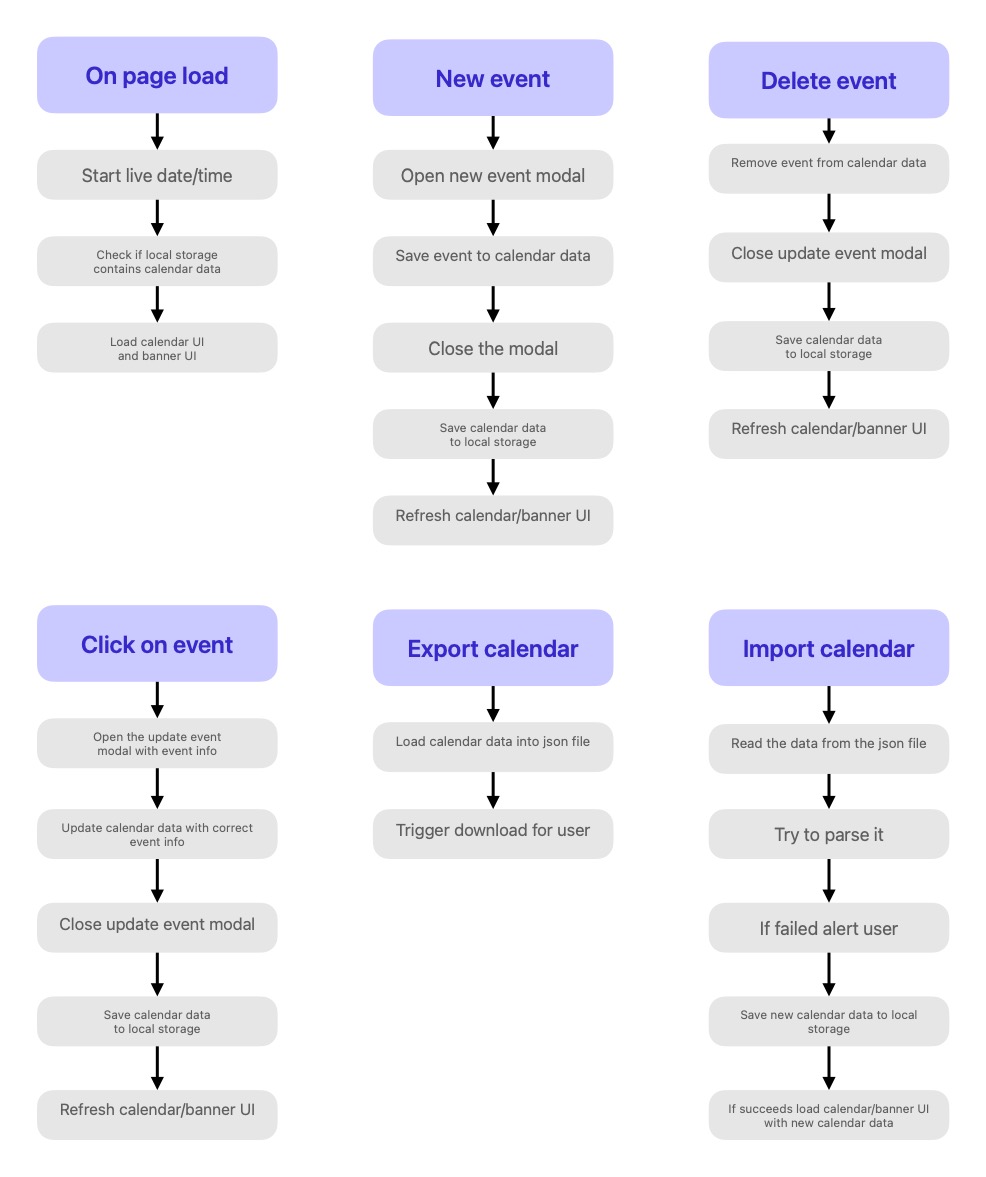 On page load
Start live date/time
Check if local storage
contains calendar data
Load calendar UI
and banner UI
New event
Open new event modal
Save event to calendar data
Close the modal
Save calendar data
to local storage
Refresh calendar/banner UI
Delete event
Remove event from calendar data
Close update event modal
Save calendar data
to local storage
Refresh calendar/banner UI
Click on event
Open the update event
modal with event info
Update calendar data with correct
event info
Close update event modal
Save calendar data
to local storage
Refresh calendar/banner UI
Export calendar
Load calendar data into json file
Trigger download for user
Import calendar
Read the data from the json file
Try to parse it
If failed alert user
Save new calendar data to local
storage
If succeeds load calendar/banner UI
with new calendar data